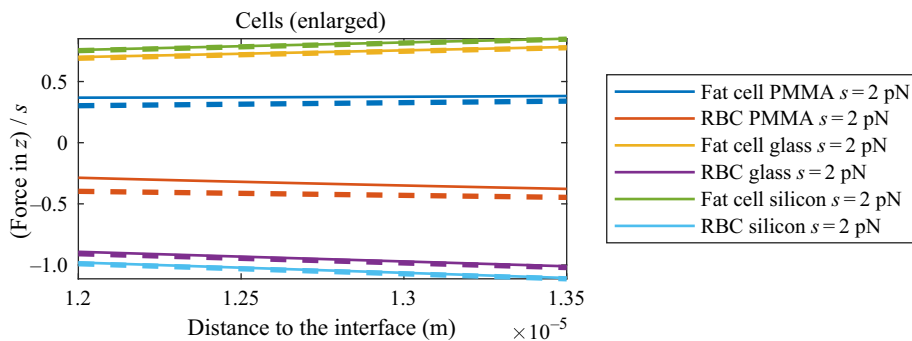 Cells (enlarged)
(Force in z) / s
0.5
0
−0.5
−1.0
1.2
1.25
1.3
1.35
×10⁻⁵
Distance to the interface (m)
Fat cell PMMA s = 2 pN
RBC PMMA s = 2 pN
Fat cell glass s = 2 pN
RBC glass s = 2 pN
Fat cell silicon s = 2 pN
RBC silicon s = 2 pN